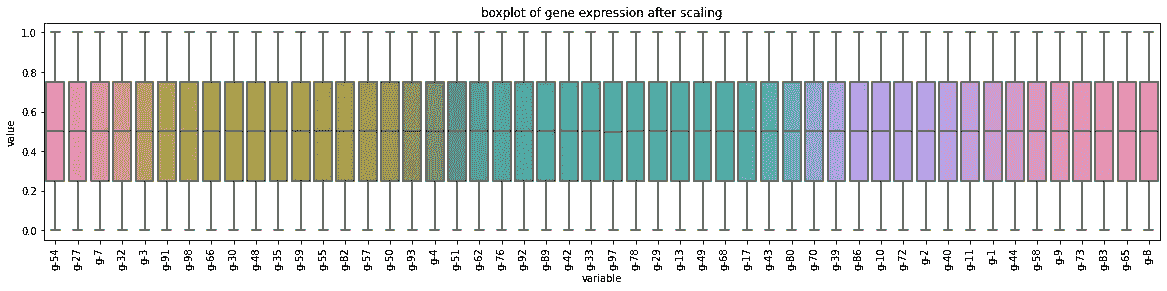 boxplot of gene expression after scaling
1.0
0.8
0.6
0.4
0.2
0.0
value
g-54 g-27 g-7 g-32 g-3 g-91 g-98 g-66 g-30 g-48 g-35 g-59 g-55 g-82 g-57 g-50 g-93 g-4 g-51 g-62 g-76 g-92 g-89 g-42 g-33 g-97 g-78 g-29 g-13 g-49 g-68 g-17 g-43 g-80 g-70 g-39 g-86 g-10 g-72 g-2 g-40 g-11 g-1 g-44 g-58 g-9 g-73 g-83 g-65 g-8
variable